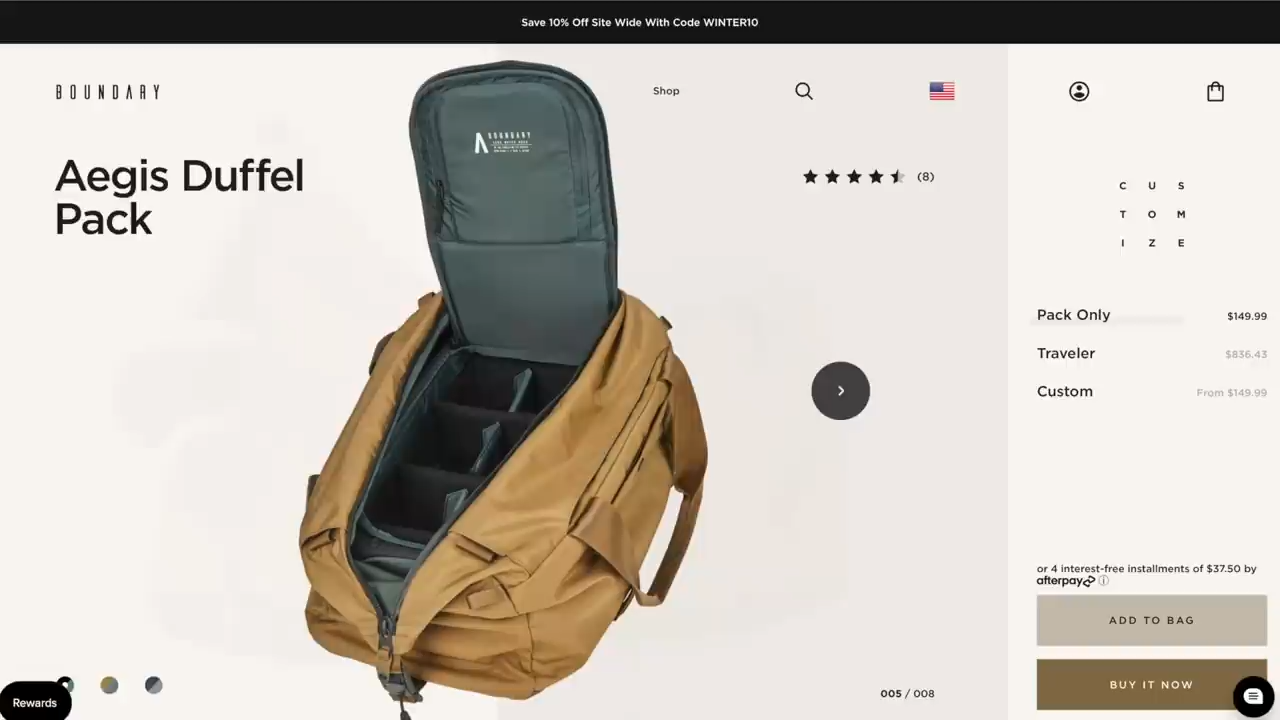 Save 10% Off Site Wide With Code WINTER10
BOUNDARY
Shop
Aegis Duffel
Pack
BOUNDARY
(8)
C U S
T O M
I Z E
Pack Only $149.99
Traveler $836.43
Custom From $149.99
or 4 interest-free installments of $37.50 by
afterpay
ADD TO BAG
BUY IT NOW
005 / 008
Rewards